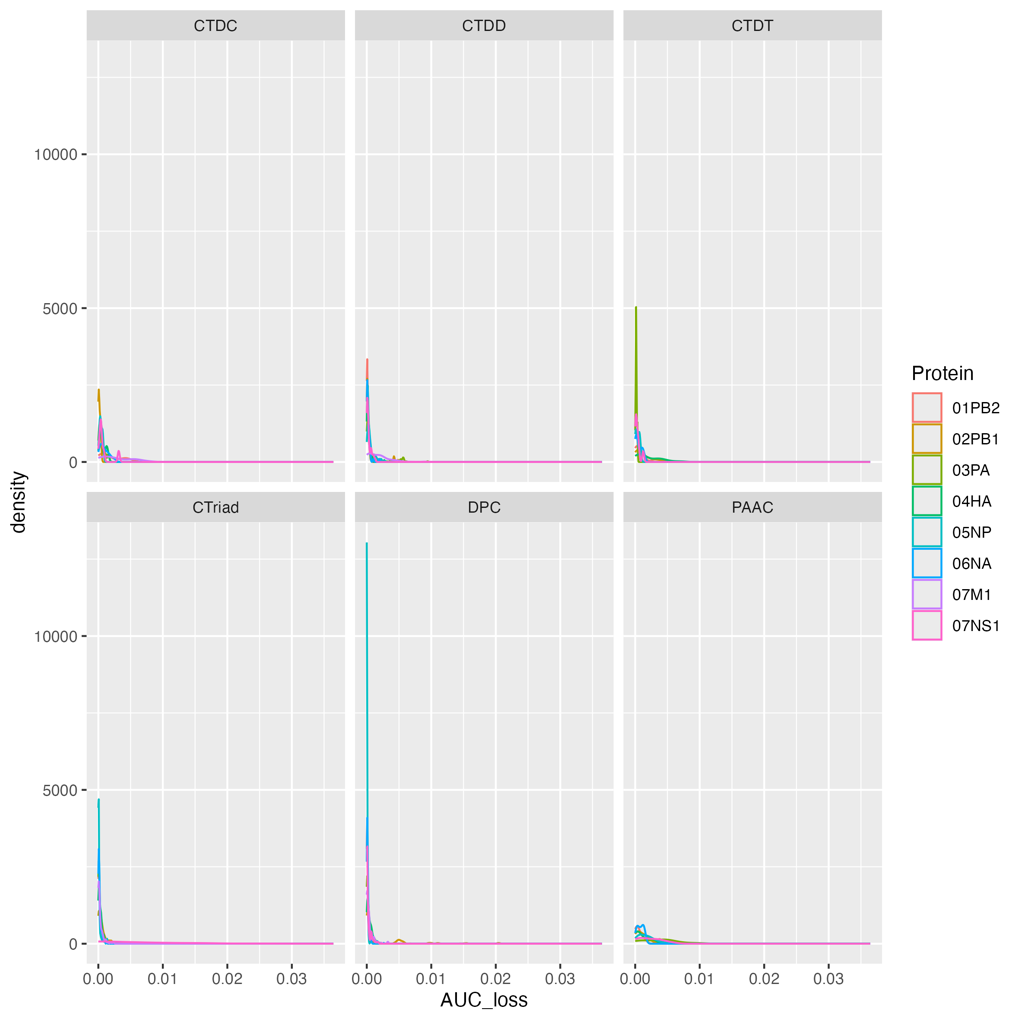 CTDC CTDD CTDT
10000
5000
0
CTriad DPC PAAC
10000
5000
0
0.00 0.01 0.02 0.03 0.00 0.01 0.02 0.03 0.00 0.01 0.02 0.03
AUC_loss
density
Protein
01PB2
02PB1
03PA
04HA
05NP
06NA
07M1
07NS1